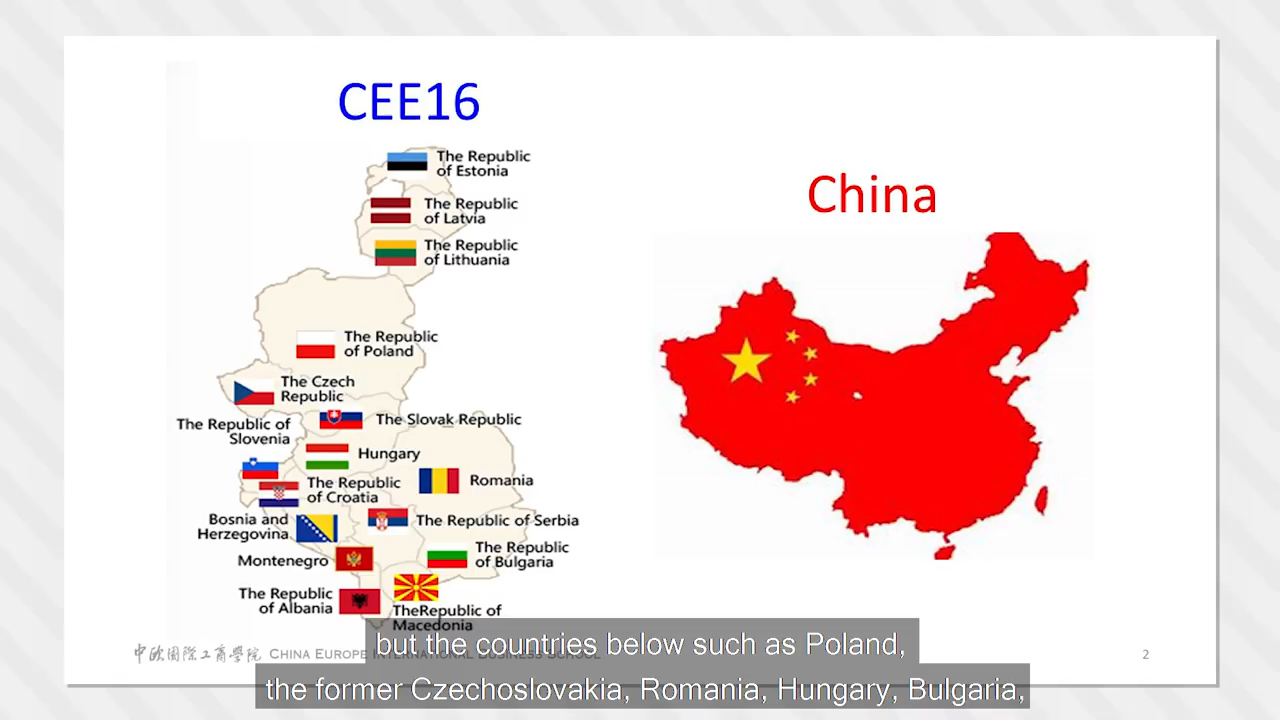 CEE16
The Republic
of Estonia
The Republic
of Latvia
The Republic
of Lithuania
The Republic
of Poland
The Czech
Republic
The Republic of
Slovenia
The Slovak Republic
Hungary
The Republic
of Croatia
Romania
Bosnia and
Herzegovina
The Republic of Serbia
Montenegro
The Republic
of Bulgaria
The Republic
of Albania
TheRepublic of
Macedonia
China
中欧国际工商学院 CHINA EUROPE INTERNATIONAL BUSINESS SCHOOL
2
but the countries below such as Poland,
the former Czechoslovakia, Romania, Hungary, Bulgaria,